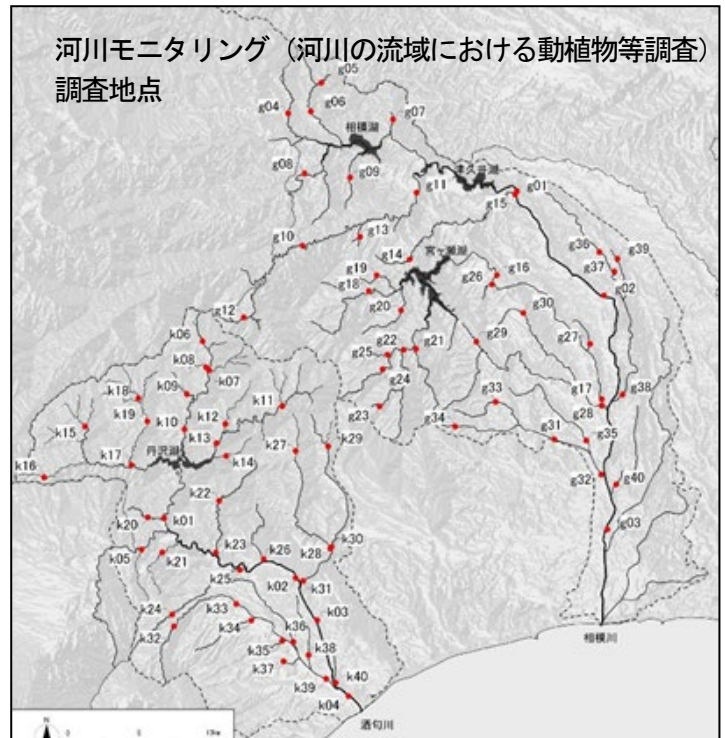 河川モニタリング（河川の流域における動植物等調査）
調査地点
g05
g04
g06
g07
相模湖
g08
g09
津久井湖
g11
g01
g15
g10
g13
g14
宮ヶ瀬湖
g36
g39
g37
g19
g18
g26
g16
g02
g12
g20
g30
k06
g22
g21
g29
g27
k08
k07
g25
g24
k18
k09
k11
g33
g17
g38
g28
k19
k12
g23
k15
k10
k13
g34
g31
g35
k27
k29
丹沢湖
k17
k14
k16
g32
g40
k22
k20
k01
g03
k05
k21
k23
k26
k28
k30
k25
k02
k31
k24
k33
k03
k32
k34
k36
相模川
k35
k38
k37
k39
k40
k04
酒匂川
N
0